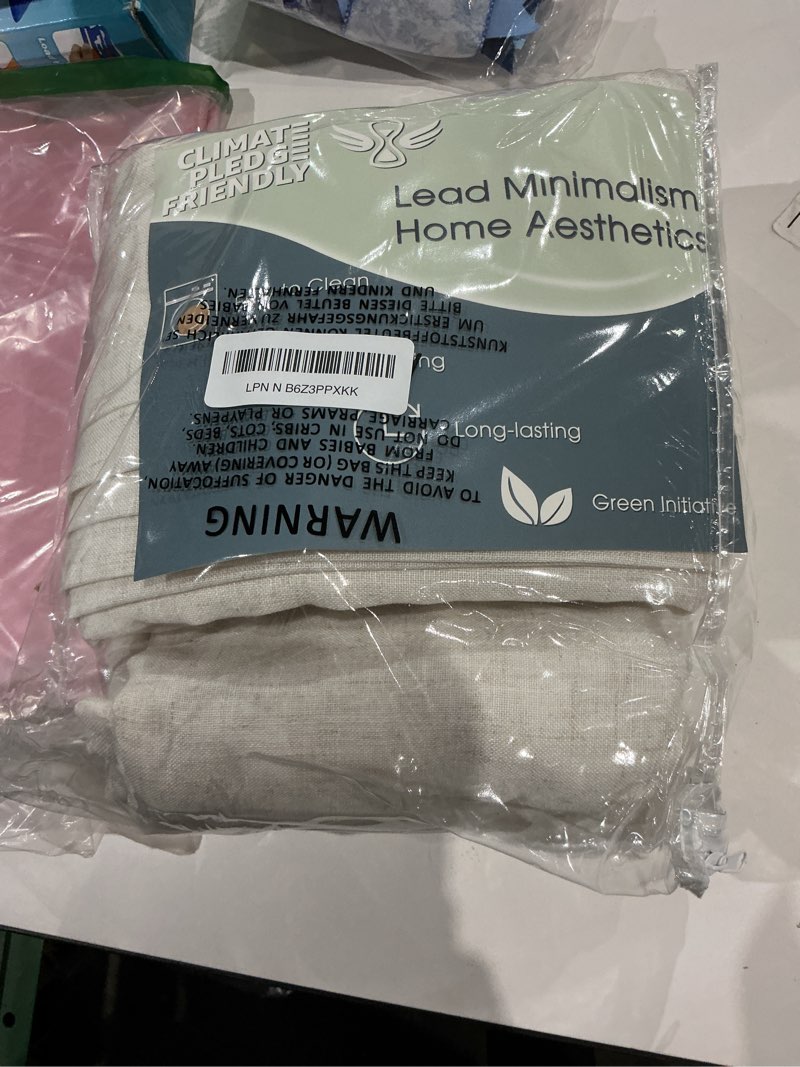 CLIMATE
PLEDGE
FRIENDLY
Lead Minimalism
Home Aesthetics
Clean
Long-lasting
Green Initiative
LPN N B6Z3PPXKK
WARNING
TO AVOID THE DANGER OF SUFFOCATION,
KEEP THIS BAG (OR COVERING) AWAY
FROM BABIES AND CHILDREN.
DO NOT USE IN CRIBS, COTS, BEDS,
CARRIAGE PRAMS OR PLAYPENS.
KUNSTSTOFFBEUTEL KÖNNEN
UM ERSTICKUNGSGEFAHR ZU VERMEIDEN
BITTE DIESEN BEUTEL VON BABIES
UND KINDERN FERNHALTEN.